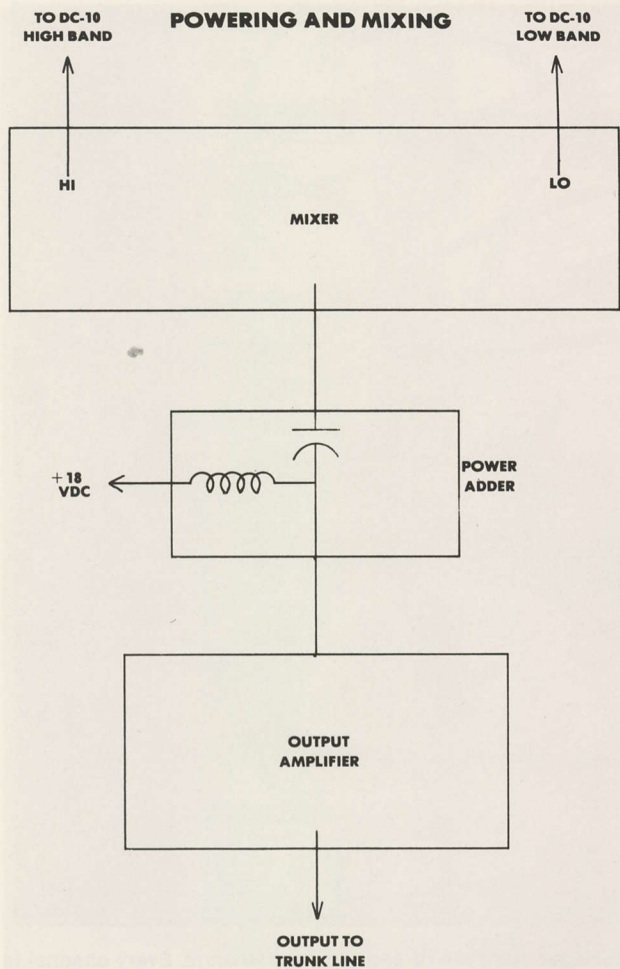 POWERING AND MIXING
TO DC-10
HIGH BAND
TO DC-10
LOW BAND
HI
LO
MIXER
+18
VDC
POWER
ADDER
OUTPUT
AMPLIFIER
OUTPUT TO
TRUNK LINE